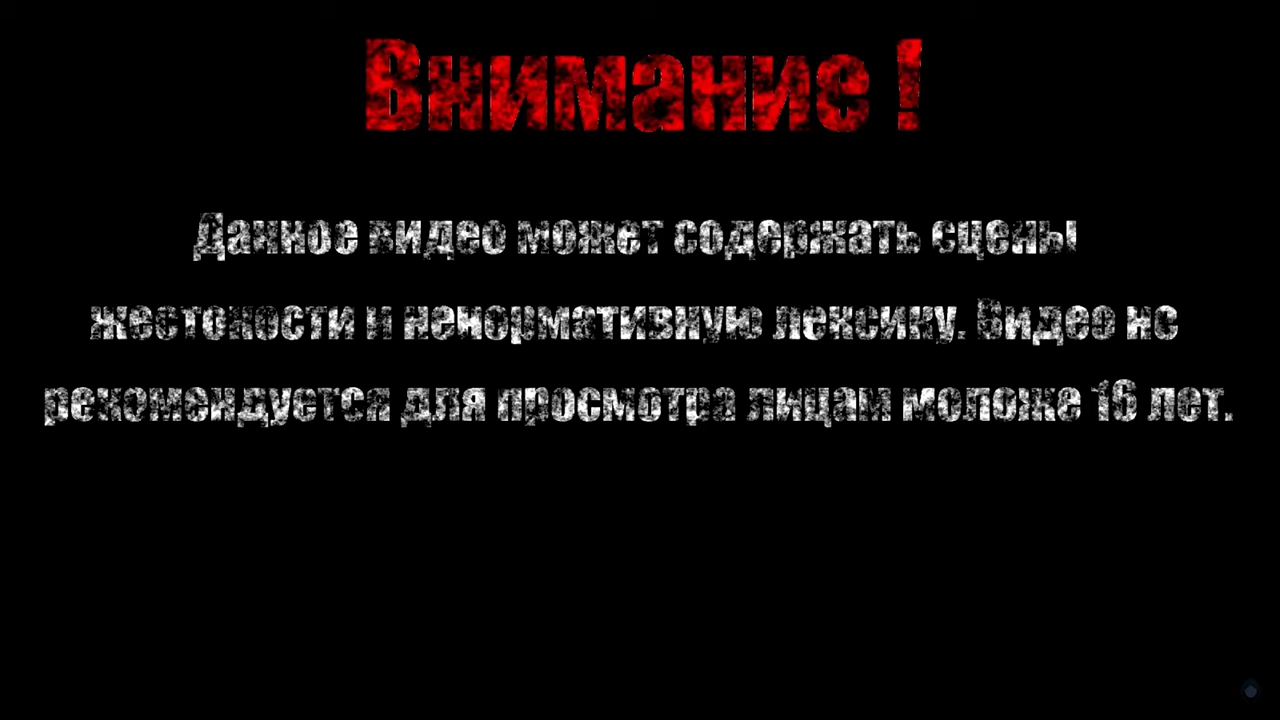 Внимание !
Данное видео может содержать сцены
жестокости и ненормативную лексику. Видео не
рекомендуется для просмотра лицам моложе 16 лет.